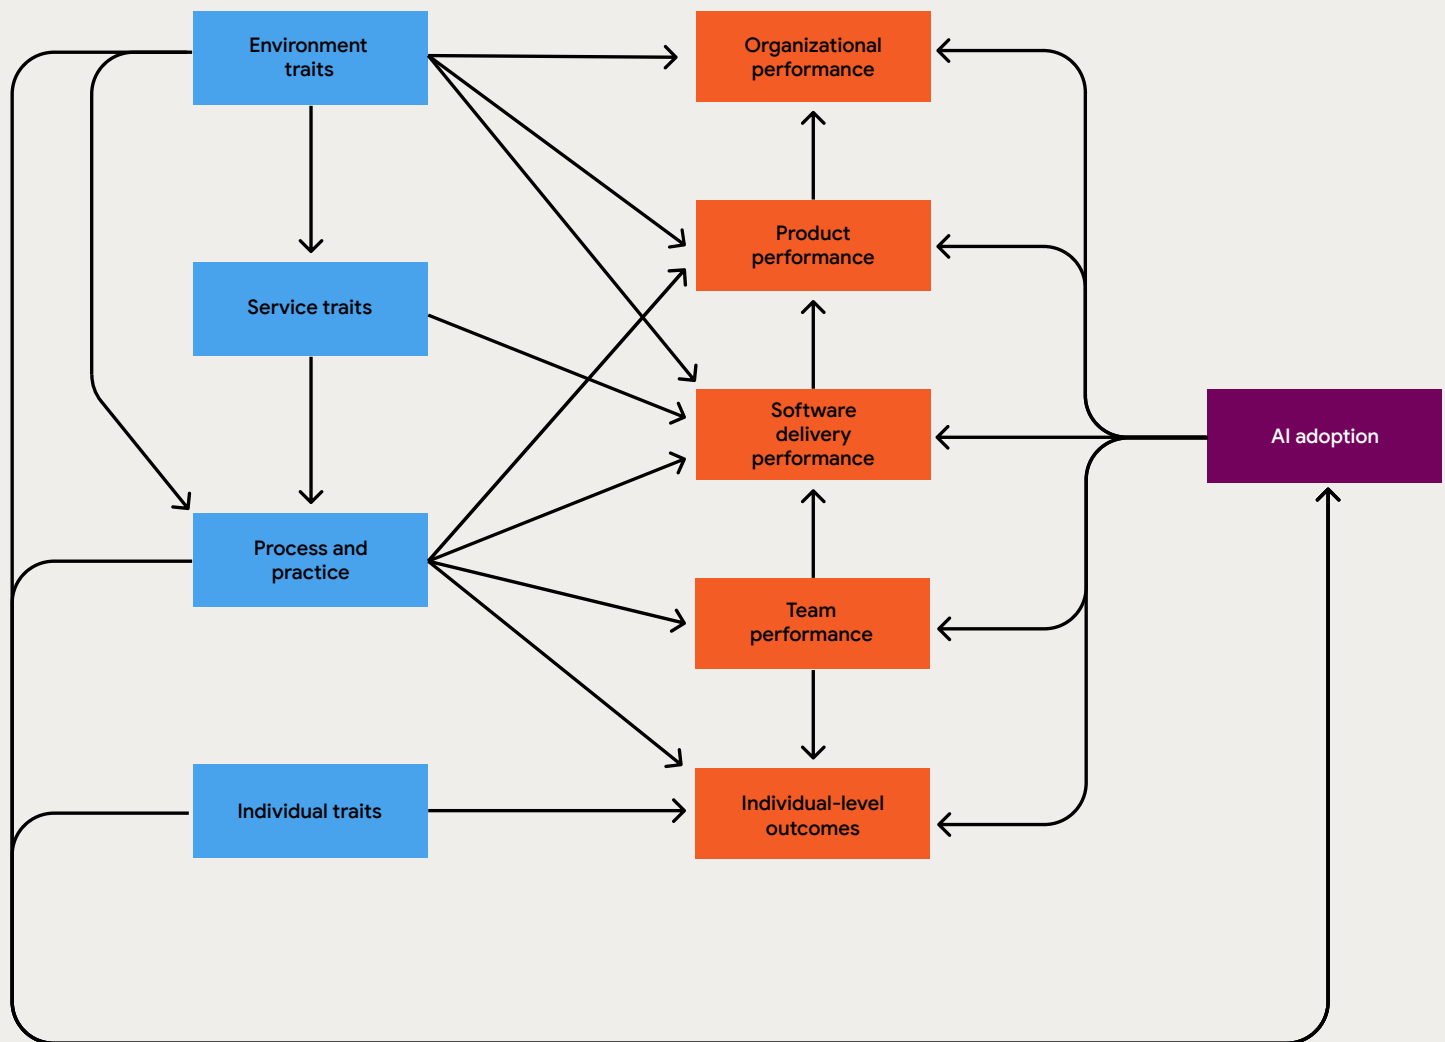 Environment
traits
Organizational
performance
Product
performance
Service traits
Software
delivery
performance
AI adoption
Process and
practice
Team
performance
Individual traits
Individual-level
outcomes